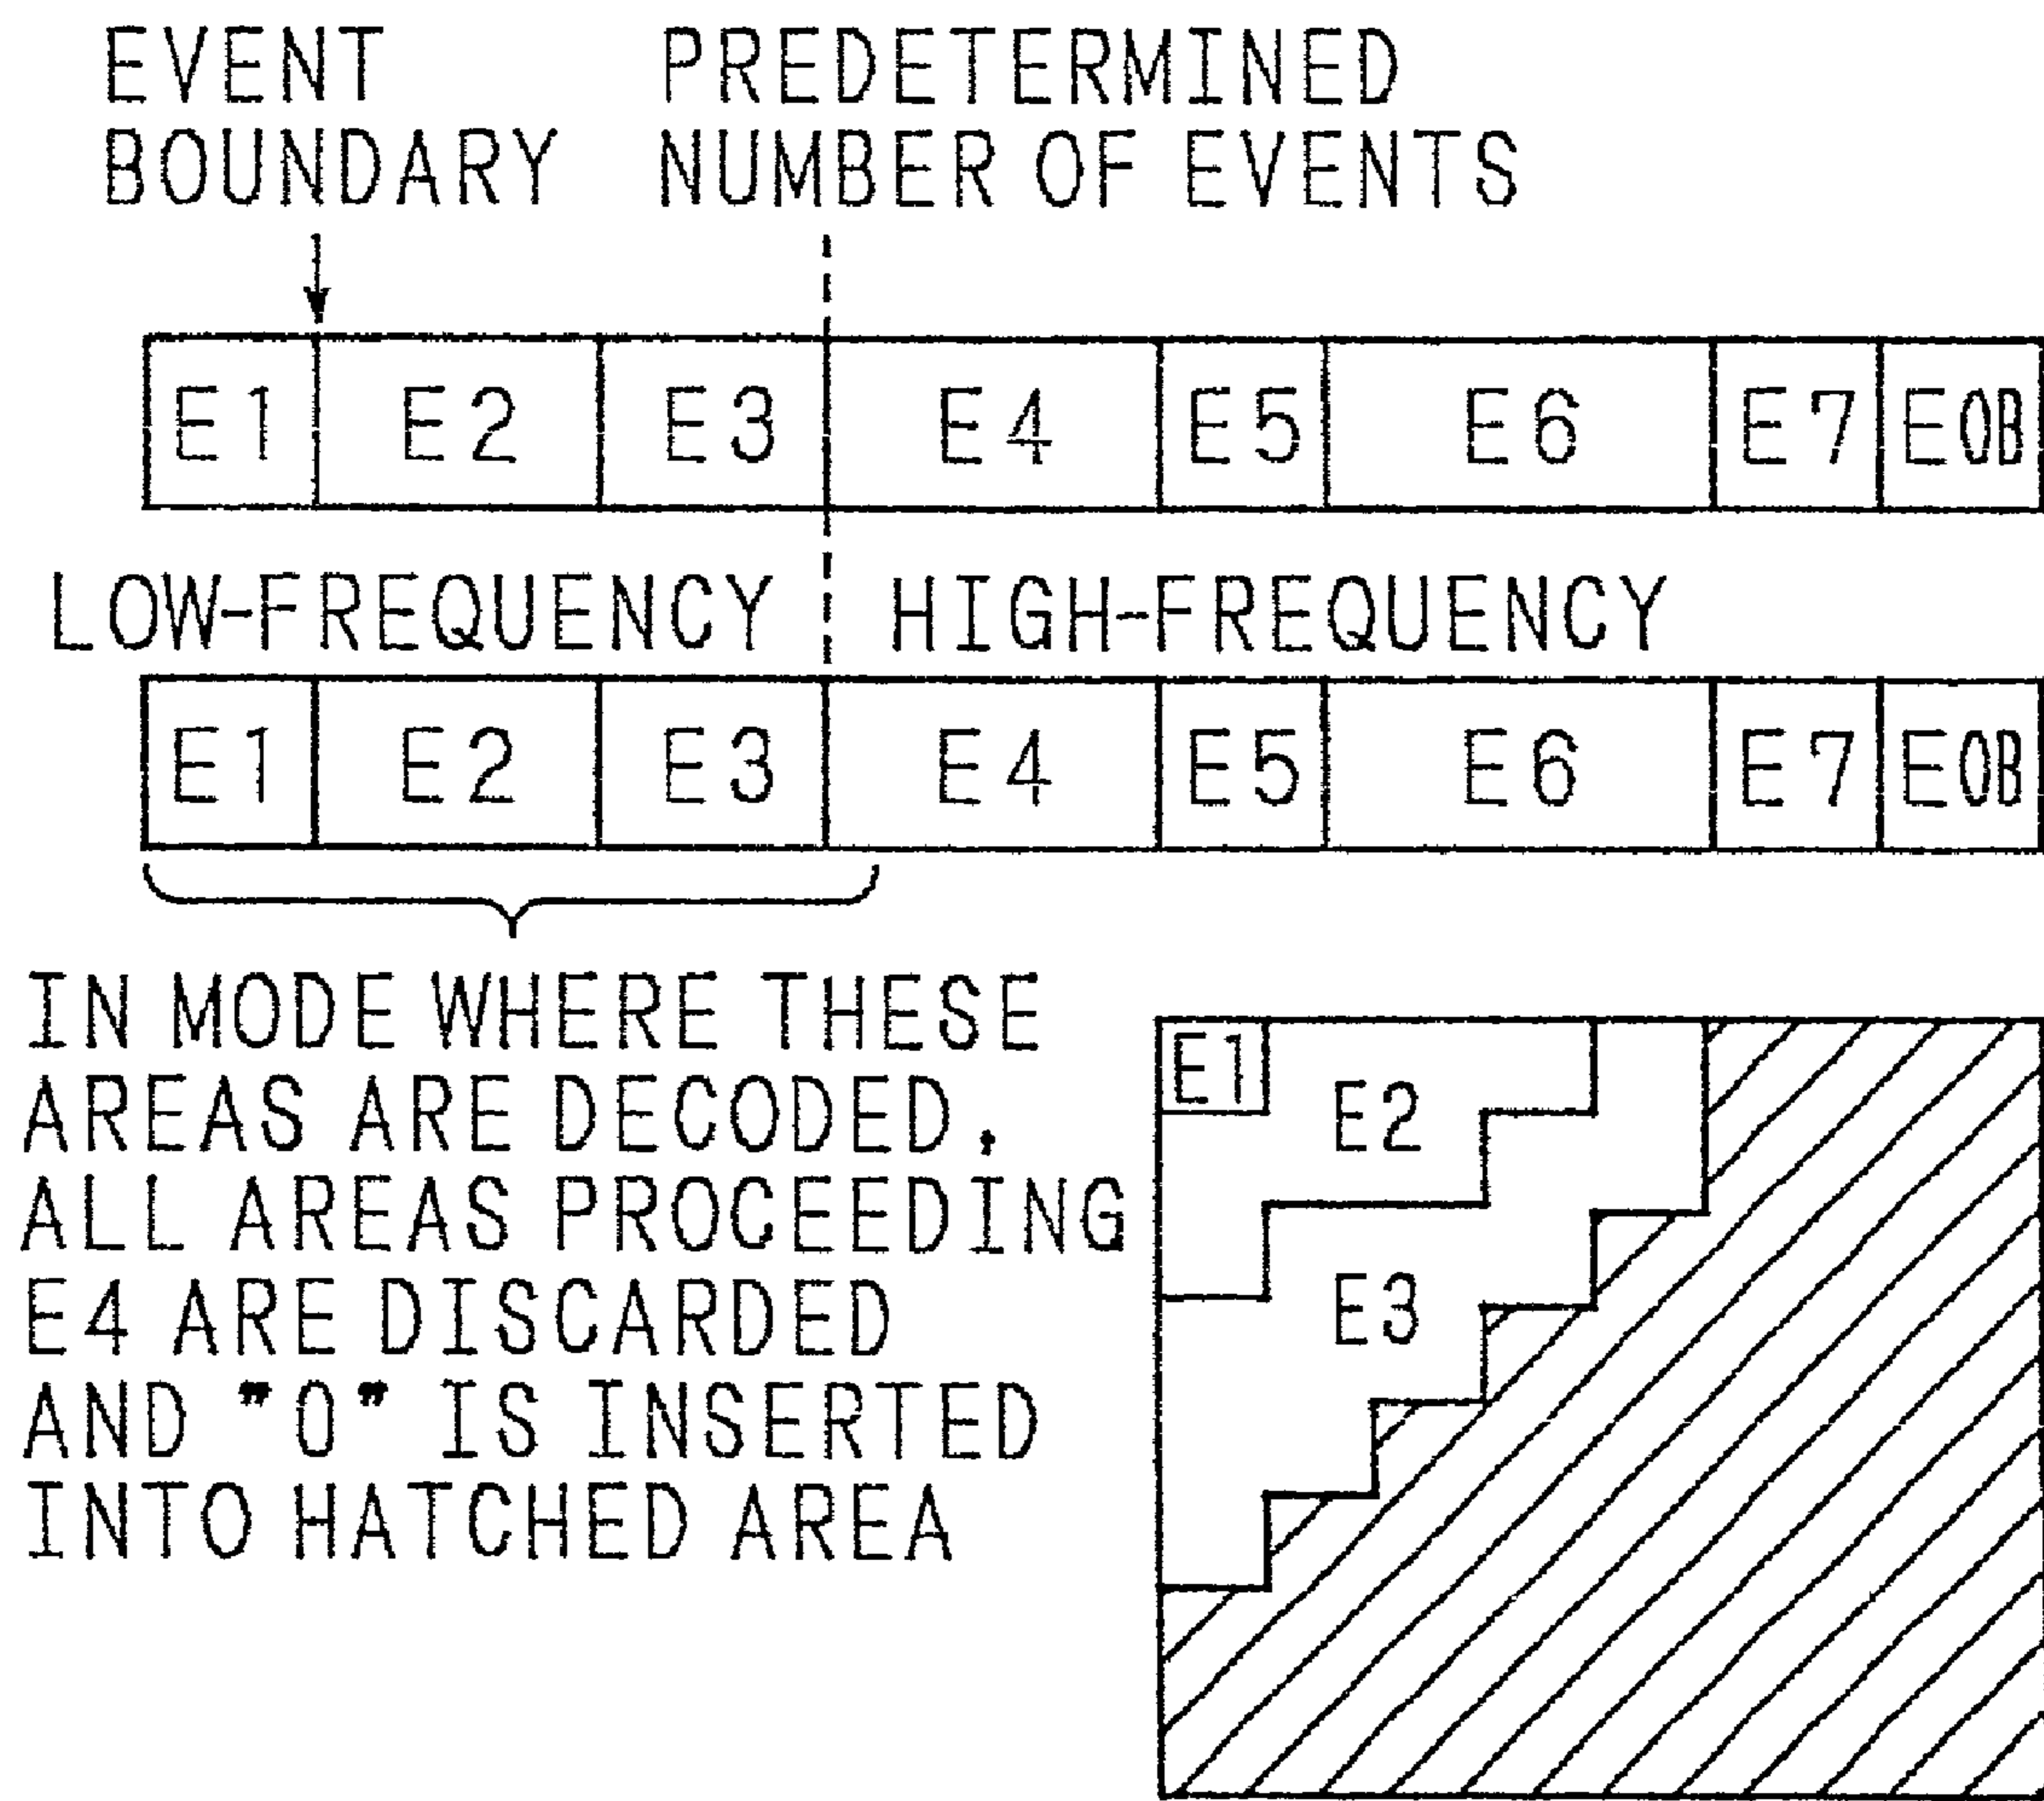 EVENT
BOUNDARY
PREDETERMINED
NUMBER OF EVENTS
E1 E2 E3 E4 E5 E6 E7 EOB
LOW-FREQUENCY HIGH-FREQUENCY
E1 E2 E3 E4 E5 E6 E7 EOB
IN MODE WHERE THESE
AREAS ARE DECODED.
ALL AREAS PROCEEDING
E4 ARE DISCARDED
AND "0" IS INSERTED
INTO HATCHED AREA
E1
E2
E3